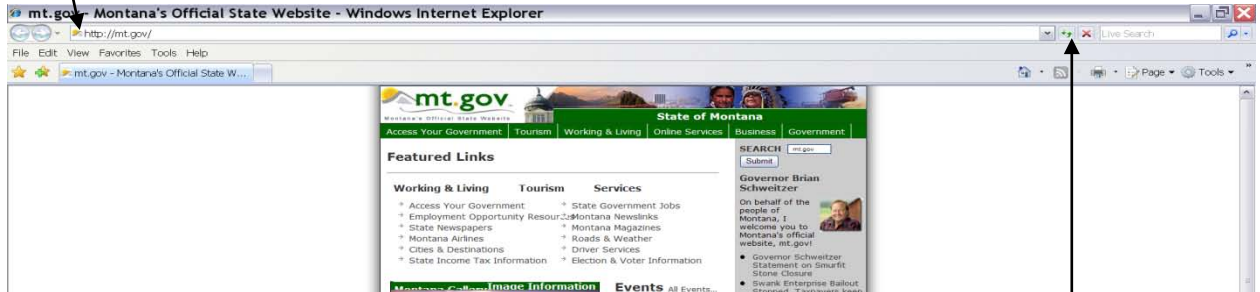 mt.gov - Montana's Official State Website - Windows Internet Explorer
http://mt.gov/
Live Search
File Edit View Favorites Tools Help
mt.gov - Montana's Official State W...
Page Tools
mt.gov
Montana's Official State Website
State of Montana
Access Your Government Tourism Working & Living Online Services Business Government
Featured Links
Working & Living Tourism Services
Access Your Government
Employment Opportunity Resour
State Newspapers
Montana Airlines
Cities & Destinations
State Income Tax Information
State Government Jobs
Montana Newslinks
Montana Magazines
Roads & Weather
Driver Services
Election & Voter Information
Montana Gallery Image Information
Events All Events...
SEARCH mt.gov
Submit
Governor Brian
Schweitzer
On behalf of the
people of
Montana, I
welcome you to
Montana's official
website, mt.gov!
Governor Schweitzer
Statement on Smurfit
Stone Closure
Swank Enterprise Bailout
Stopped, Taxpayers keep